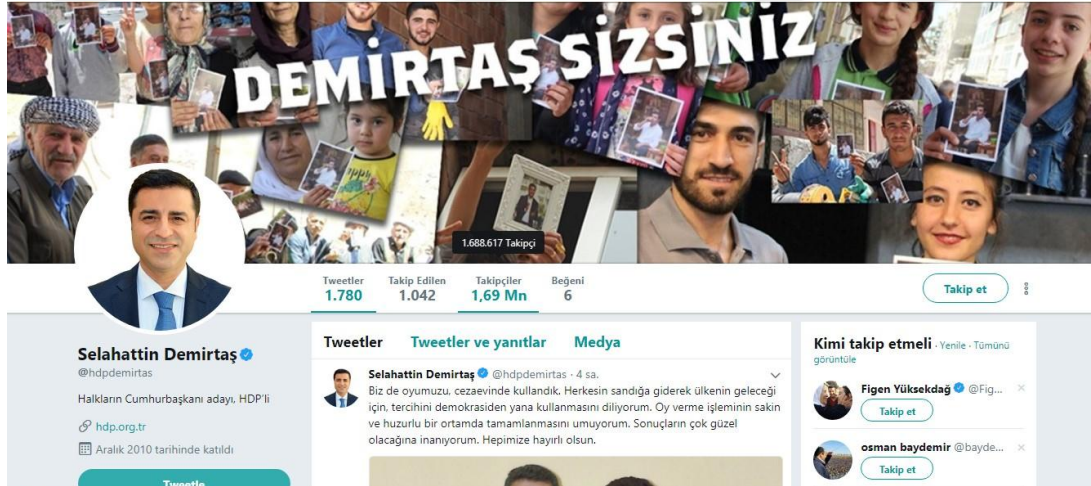 DEMİRTAŞ SİZSİNİZ
1.688.617 Takipçi
Tweetler
1.780
Takip Edilen
1.042
Takipçiler
1,69 Mn
Beğeni
6
Takip et
Selahattin Demirtaş
@hdpdemirtas
Halkların Cumhurbaşkanı adayı, HDP'li
hdp.org.tr
Aralık 2010 tarihinde katıldı
Tweetle
Tweetler Tweetler ve yanıtlar Medya
Selahattin Demirtaş @hdpdemirtas · 4 sa.
Biz de oyumuzu, cezaevinde kullandık. Herkesin sandığa giderek ülkenin geleceği
için, tercihini demokrasiden yana kullanmasını diliyorum. Oy verme işleminin sakin
ve huzurlu bir ortamda tamamlanmasını umuyorum. Sonuçların çok güzel
olacağına inanıyorum. Hepimize hayırlı olsun.
Kimi takip etmeli · Yenile · Tümünü
görüntüle
Figen Yüksekdağ @Fig...
Takip et
osman baydemir @bayde...
Takip et